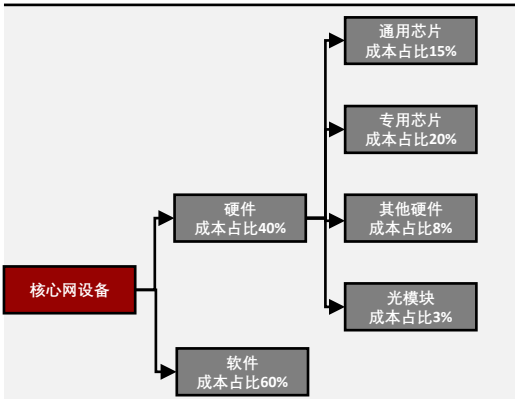 通用芯片
成本占比15%
专用芯片
成本占比20%
硬件
成本占比40%
其他硬件
成本占比8%
核心网设备
光模块
成本占比3%
软件
成本占比60%